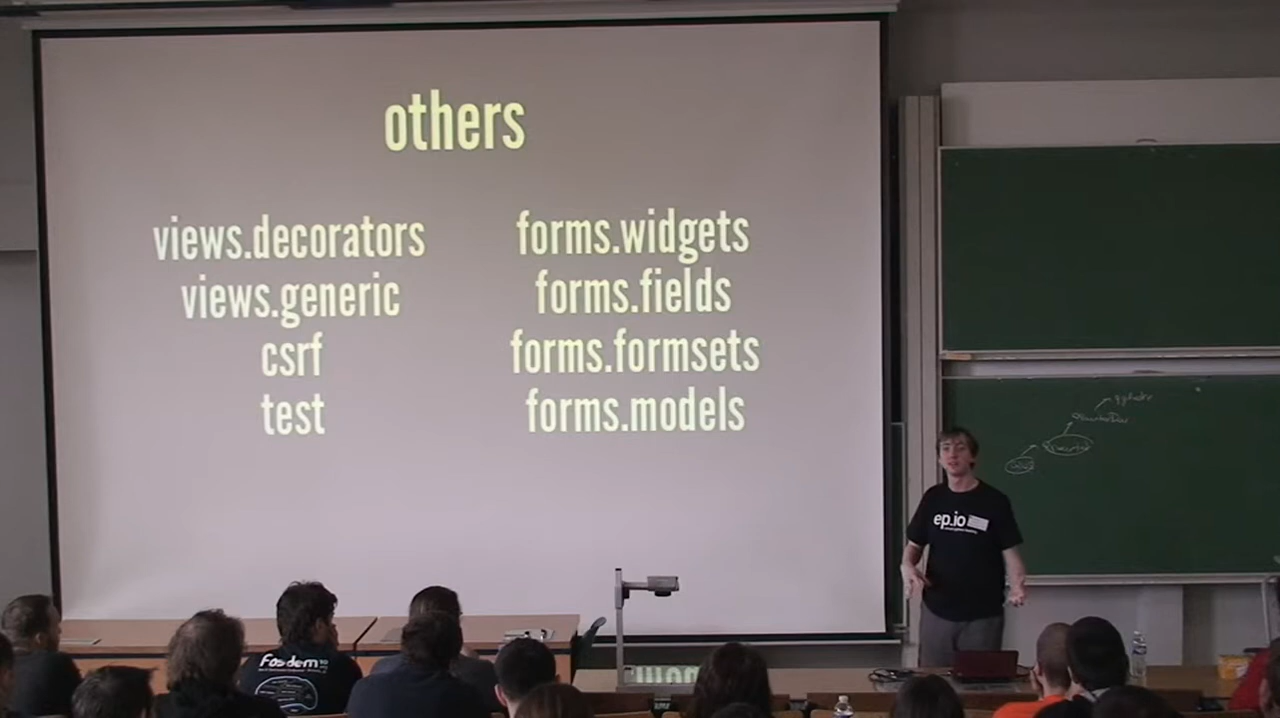 others
views.decorators
views.generic
csrf
test
forms.widgets
forms.fields
forms.formsets
forms.models
ep.io
Fosdem